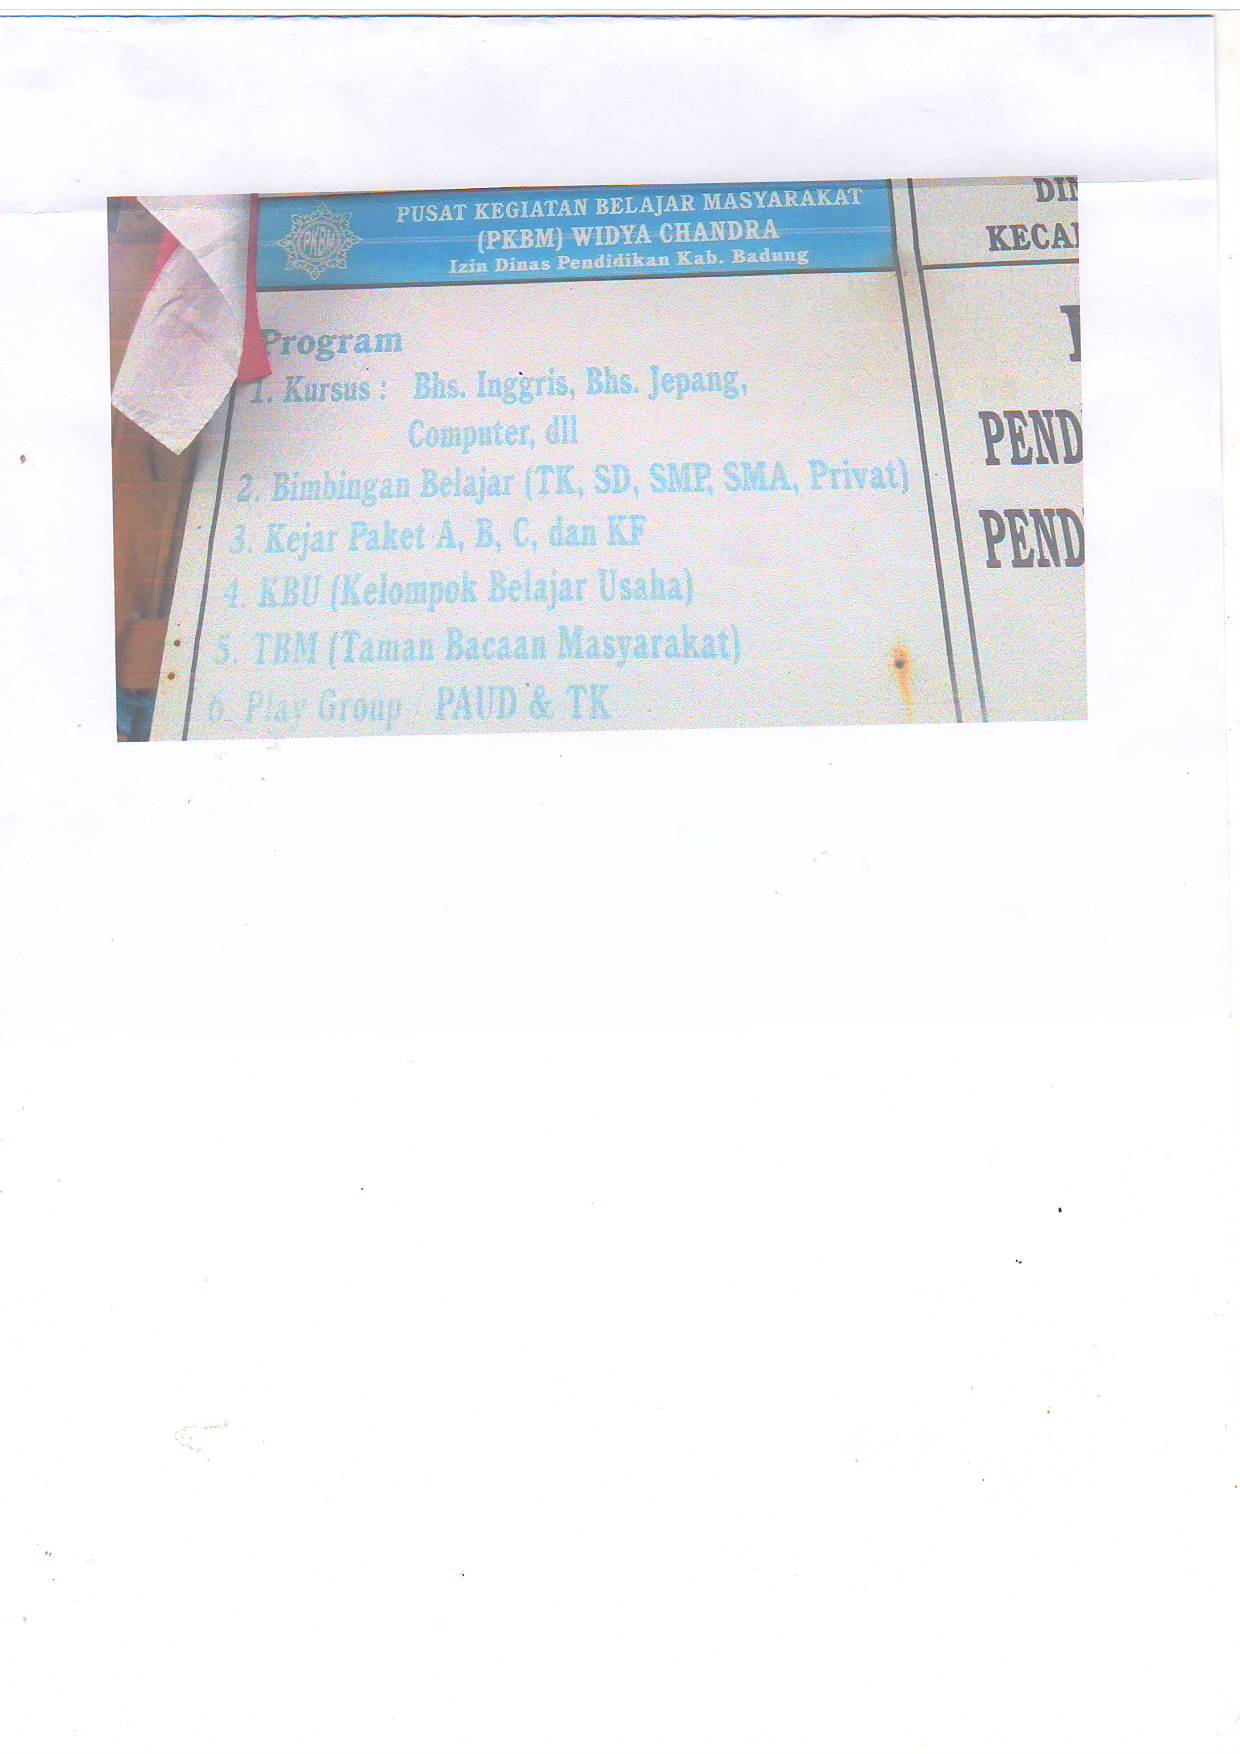 PUSAT KEGIATAN BELAJAR MASYARAKAT
(PKBM) WIDYA CHANDRA
Izin Dinas Pendidikan Kab. Badung
PKBM
Program
1. Kursus : Bhs. Inggris, Bhs. Jepang,
Computer, dll
2. Bimbingan Belajar (TK, SD, SMP, SMA, Privat)
3. Kejar Paket A, B, C, dan KF
4. KBU (Kelompok Belajar Usaha)
5. TBM (Taman Bacaan Masyarakat)
6. Play Group / PAUD & TK
KECA
PEND
PEND